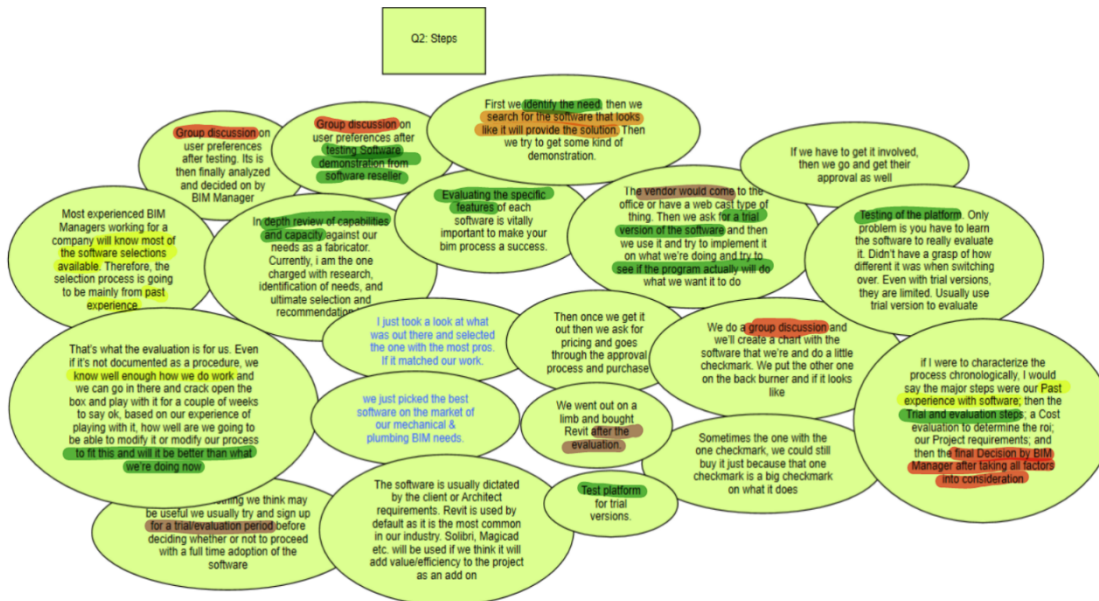 Q2: Steps
First we identify the need, then we
search for the software that looks
like it will provide the solution. Then
we try to get some kind of
demonstration.
Group discussion on
user preferences
after testing. Its is
then finally analyzed
and decided on by
BIM Manager
Group discussion on
user preferences after
testing Software
demonstration from
software reseller
If we have to get it involved,
then we go and get their
approval as well
Most experienced BIM
Managers working for a
company will know most of
the software selections
available. Therefore, the
selection process is going
to be mainly from past
experience
In depth review of capabilities
and capacity against our
needs as a fabricator.
Currently, i am the one
charged with research,
identification of needs, and
ultimate selection and
recommendation
Evaluating the specific
features of each
software is vitally
important to make your
bim process a success.
The vendor would come to the
office or have a web cast type of
thing. Then we ask for a trial
version of the software and then
we use it and try to implement it
on what we're doing and try to
see if the program actually will do
what we want it to do
Testing of the platform. Only
problem is you have to learn
the software to really evaluate
it. Didn't have a grasp of how
different it was when switching
over. Even with trial versions,
they are limited. Usually use
trial version to evaluate
That's what the evaluation is for us. Even
if it's not documented as a procedure, we
know well enough how we do work and
we can go in there and crack open the
box and play with it for a couple of weeks
to say ok, based on our experience of
playing with it, how well are we going to
be able to modify it or modify our process
to fit this and will it be better than what
we're doing now
I just took a look at what
was out there and selected
the one with the most pros.
If it matched our work.
Then once we get it
out then we ask for
pricing and goes
through the approval
process and purchase
We do a group discussion and
we'll create a chart with the
software that we're and do a little
checkmark. We put the other one
on the back burner and if it looks
like
if I were to characterize the
process chronologically, I would
say the major steps were our Past
experience with software; then the
Trial and evaluation steps; a Cost
evaluation to determine the roi;
our Project requirements; and
then the final Decision by BIM
Manager after taking all factors
into consideration
we just picked the best
software on the market of
our mechanical &
plumbing BIM needs.
We went out on a
limb and bought
Revit after the
evaluation.
Sometimes the one with the
one checkmark, we could still
buy it just because that one
checkmark is a big checkmark
on what it does
we think may
be useful we usually try and sign up
for a trial/evaluation period before
deciding whether or not to proceed
with a full time adoption of the
software
The software is usually dictated
by the client or Architect
requirements. Revit is used by
default as it is the most common
in our industry. Solibri, Magicad
etc. will be used if we think it will
add value/efficiency to the project
as an add on
Test platform
for trial
versions.